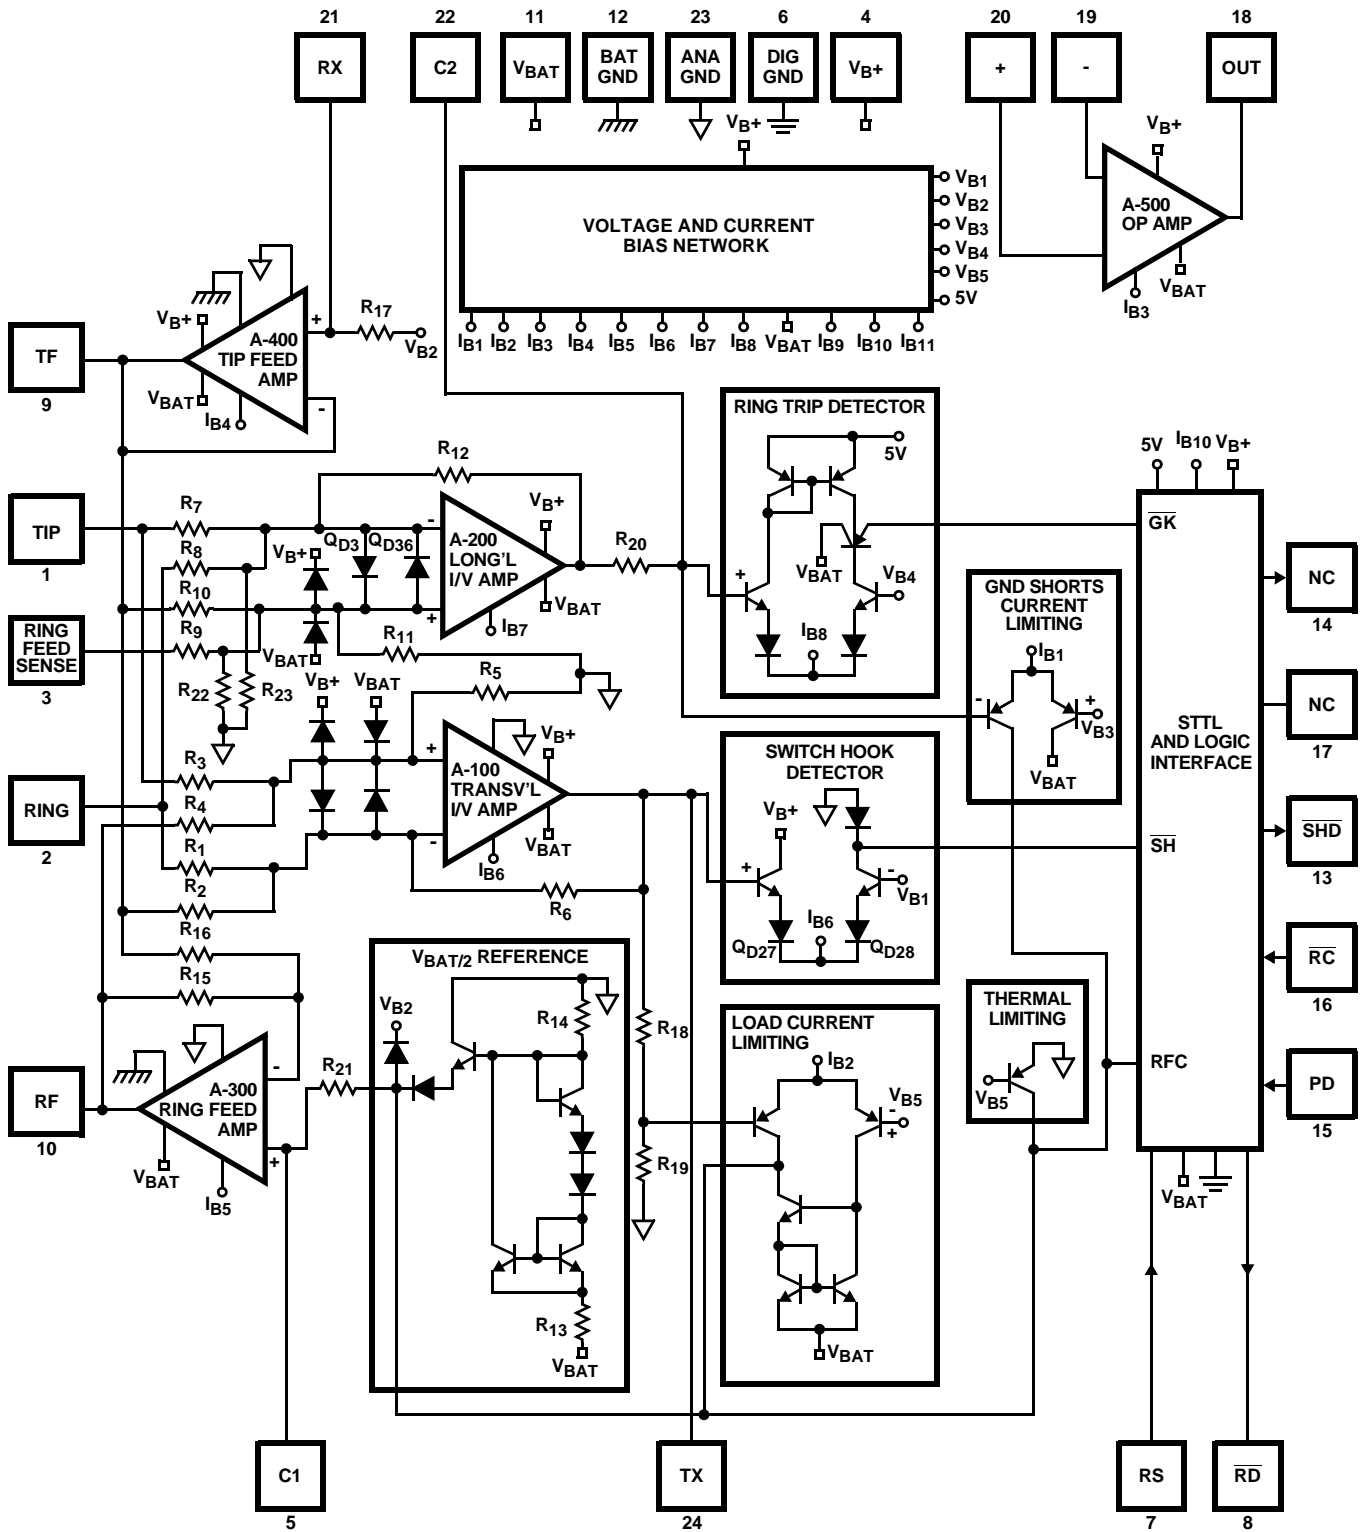 21 22 11 12 23 6 4 20 19 18
RX C2 VBAT BAT GND ANA GND DIG GND VB+ + - OUT
VB+
VOLTAGE AND CURRENT
BIAS NETWORK
VB1
VB2
VB3
VB4
VB5
5V
IB1 IB2 IB3 IB4 IB5 IB6 IB7 IB8 VBAT IB9 IB10 IB11
VB+
A-500
OP AMP
VBAT
IB3
TF
9
VB+
A-400
TIP FEED
AMP
+
-
VBAT
IB4
R17
VB2
TIP
1
RING
FEED
SENSE
3
R7
R8
R10
R9
R22
R23
R12
VB+
QD3
QD36
VBAT
-
+
A-200
LONG'L
I/V AMP
VB+
VBAT
IB7
R20
R11
R5
RING TRIP DETECTOR
5V
VBAT
VB4
+
IB8
GND SHORTS
CURRENT
LIMITING
IB1
-
+
VB3
VBAT
RING
2
R3
R4
R1
R2
R16
R15
VB+
VBAT
+
-
A-100
TRANSV'L
I/V AMP
VB+
VBAT
IB6
R6
SWITCH HOOK
DETECTOR
VB+
+
-
VB1
IB6
QD27
QD28
5V
IB10
VB+
GK
SH
RFC
STTL
AND LOGIC
INTERFACE
VBAT
NC
14
NC
17
SHD
13
RC
16
PD
15
RF
10
A-300
RING FEED
AMP
-
+
VBAT
IB5
R21
VBAT/2 REFERENCE
VB2
R14
R13
VBAT
R18
R19
LOAD CURRENT
LIMITING
IB2
VB5
-
+
VBAT
THERMAL
LIMITING
VB5
C1
5
TX
24
RS
7
RD
8